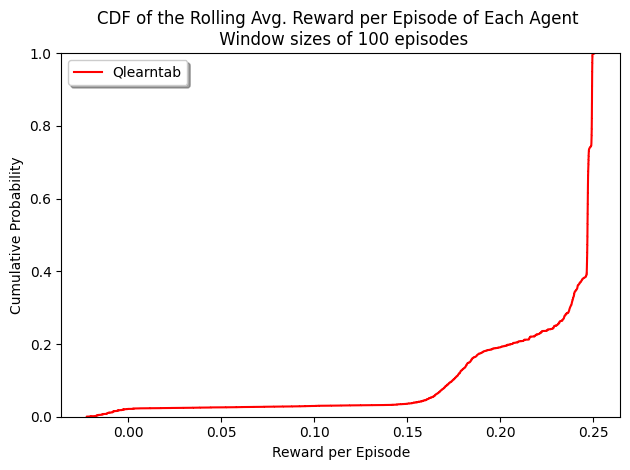 CDF of the Rolling Avg. Reward per Episode of Each Agent
Window sizes of 100 episodes
Qlearntab
1.0
0.8
0.6
0.4
0.2
0.0
Cumulative Probability
0.00 0.05 0.10 0.15 0.20 0.25
Reward per Episode